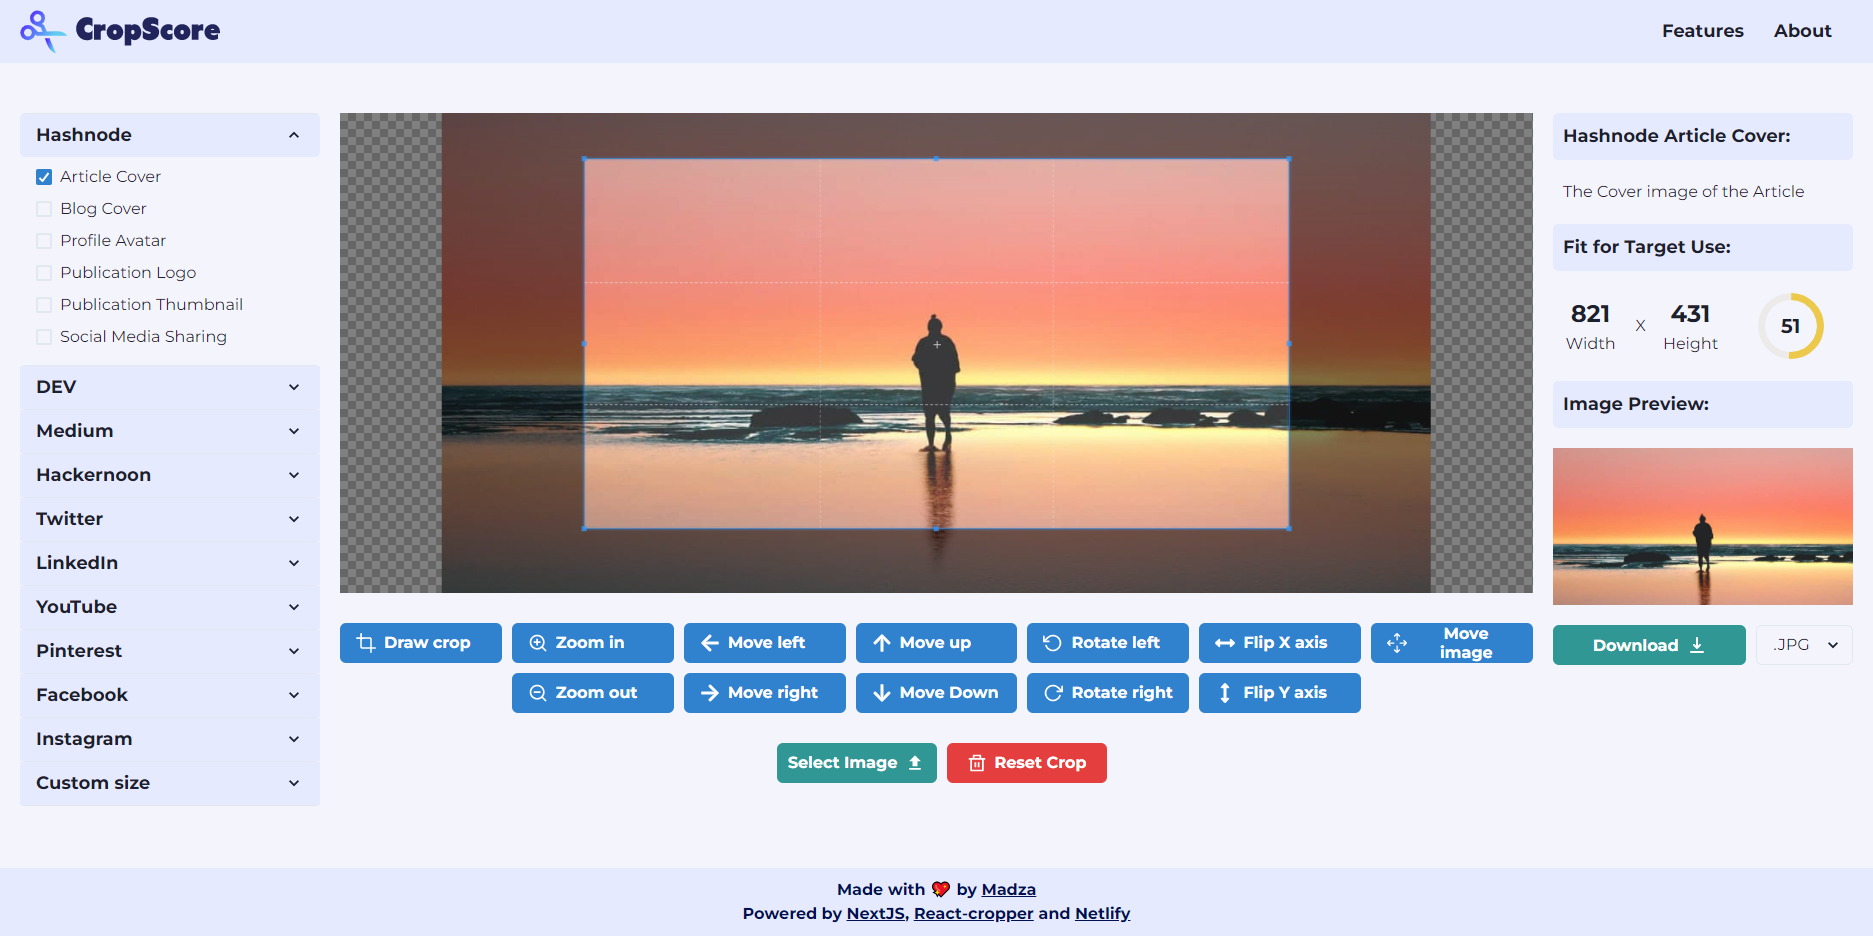 CropScore
Features
About
Hashnode
Article Cover
Blog Cover
Profile Avatar
Publication Logo
Publication Thumbnail
Social Media Sharing
DEV
Medium
Hackernoon
Twitter
LinkedIn
YouTube
Pinterest
Facebook
Instagram
Custom size
Draw crop
Zoom in
Move left
Move up
Rotate left
Flip X axis
Move
image
Zoom out
Move right
Move Down
Rotate right
Flip Y axis
Select Image
Reset Crop
Hashnode Article Cover:
The Cover image of the Article
Fit for Target Use:
821 X 431
Width Height
51
Image Preview:
Download
.JPG
Made with 💖 by Madza
Powered by NextJS, React-cropper and Netlify